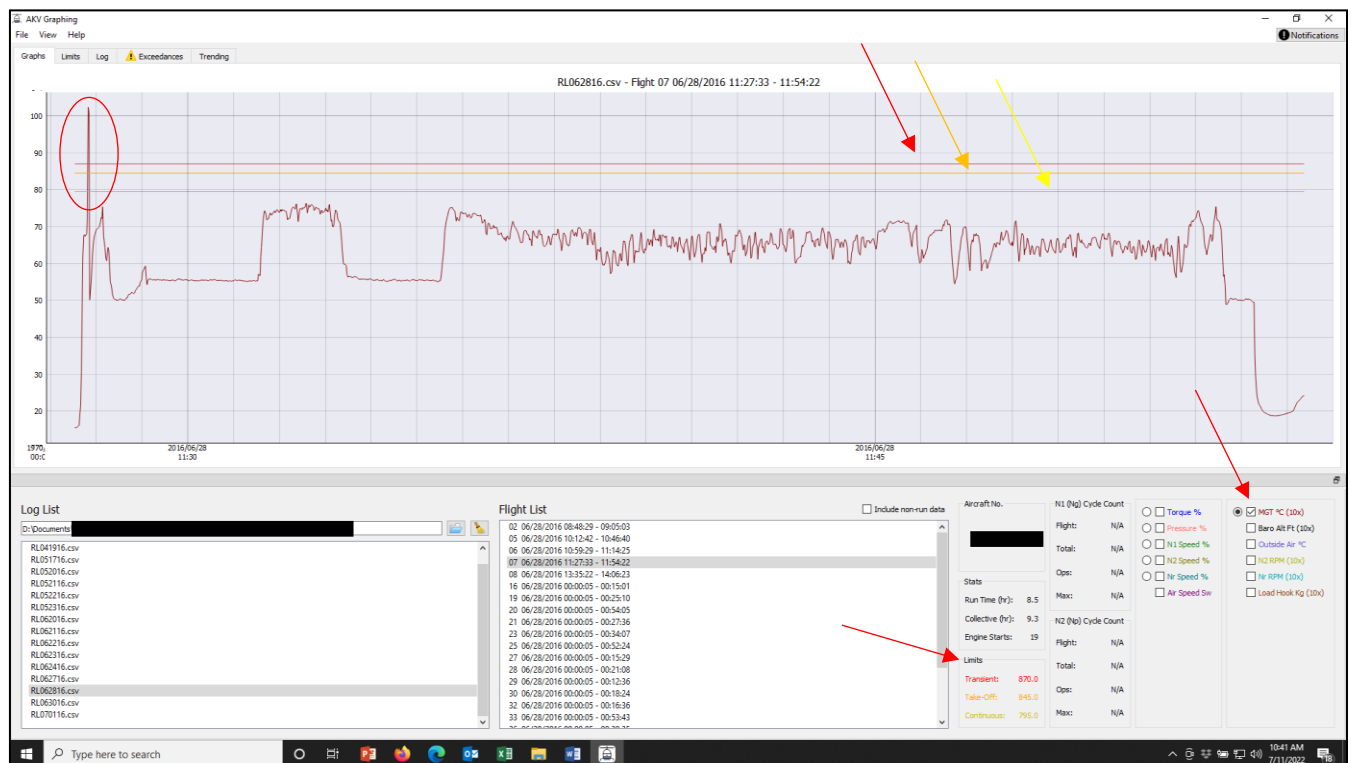 AKV Graphing
File View Help
Notifications
Graphs Limits Log Exceedances Trending
RL062816.csv - Flight 07 06/28/2016 11:27:33 - 11:54:22
100
90
80
70
60
50
40
30
20
1970,
00:C
2016/06/28
11:30
2016/06/28
11:45
Log List
D:\Documents\
RL041916.csv
RL051716.csv
RL052016.csv
RL052116.csv
RL052216.csv
RL052316.csv
RL062016.csv
RL062116.csv
RL062216.csv
RL062316.csv
RL062416.csv
RL062716.csv
RL062816.csv
RL063016.csv
RL070116.csv
Flight List
Include non-run data
02 06/28/2016 08:48:29 - 09:05:03
05 06/28/2016 10:12:42 - 10:46:40
06 06/28/2016 10:59:29 - 11:14:25
07 06/28/2016 11:27:33 - 11:54:22
08 06/28/2016 13:35:22 - 14:06:23
16 06/28/2016 00:00:05 - 00:15:01
19 06/28/2016 00:00:05 - 00:25:10
20 06/28/2016 00:00:05 - 00:54:05
21 06/28/2016 00:00:05 - 00:27:36
23 06/28/2016 00:00:05 - 00:34:07
25 06/28/2016 00:00:05 - 00:52:24
27 06/28/2016 00:00:05 - 00:15:29
28 06/28/2016 00:00:05 - 00:21:08
29 06/28/2016 00:00:05 - 00:12:36
30 06/28/2016 00:00:05 - 00:18:24
32 06/28/2016 00:00:05 - 00:16:36
33 06/28/2016 00:00:05 - 00:53:43
Aircraft No.
Stats
Run Time (hr): 8.5
Collective (hr): 9.3
Engine Starts: 19
Limits
Transient: 870.0
Take-Off: 845.0
Continuous: 795.0
N1 (Ng) Cycle Count
Flight: N/A
Total: N/A
Ops: N/A
Max: N/A
N2 (Np) Cycle Count
Flight: N/A
Total: N/A
Ops: N/A
Max: N/A
Torque %
Pressure %
N1 Speed %
N2 Speed %
Nr Speed %
Air Speed Sw
MGT ºC (10x)
Baro Alt Ft (10x)
Outside Air ºC
N2 RPM (10x)
Nr RPM (10x)
Load Hook Kg (10x)
Type here to search
10:41 AM
7/11/2022
18